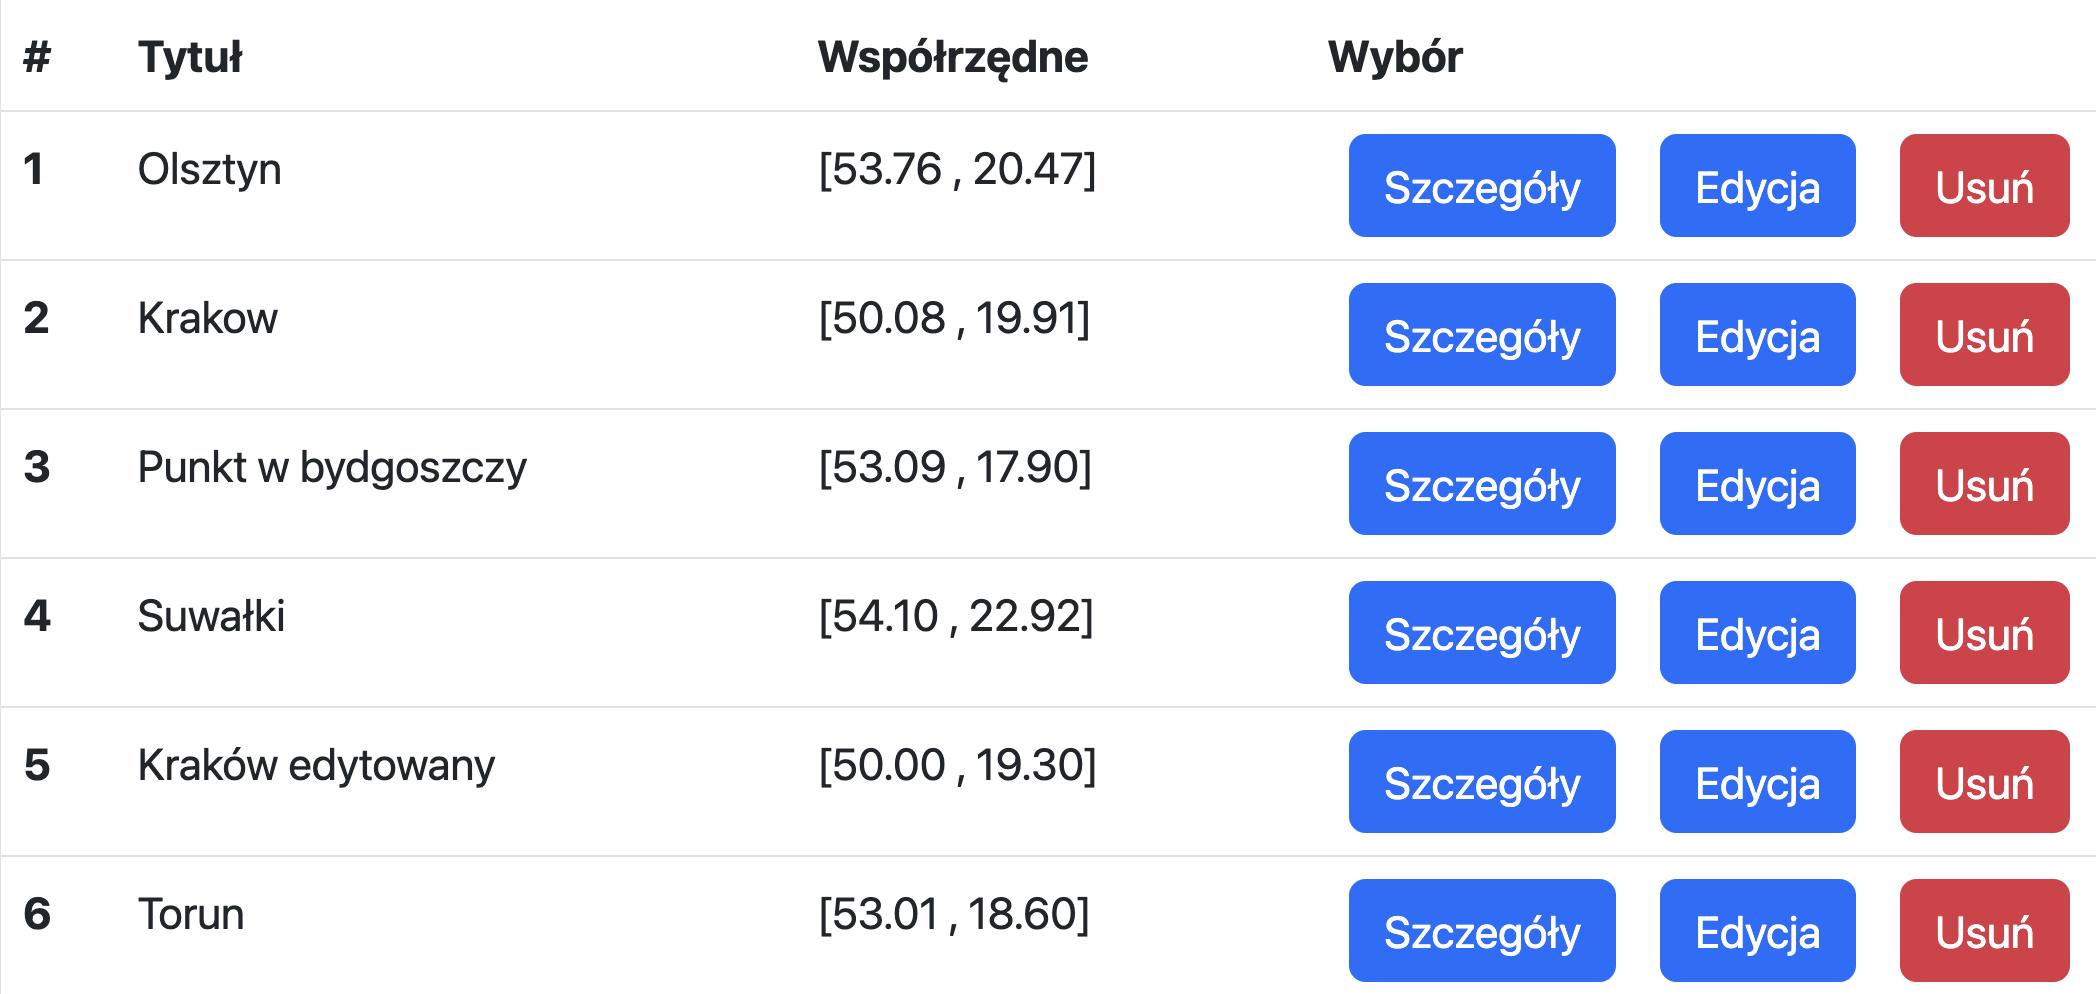 # Tytuł Współrzędne Wybór
1 Olsztyn [53.76 , 20.47] Szczegóły Edycja Usuń
2 Krakow [50.08 , 19.91] Szczegóły Edycja Usuń
3 Punkt w bydgoszczy [53.09 , 17.90] Szczegóły Edycja Usuń
4 Suwałki [54.10 , 22.92] Szczegóły Edycja Usuń
5 Kraków edytowany [50.00 , 19.30] Szczegóły Edycja Usuń
6 Torun [53.01 , 18.60] Szczegóły Edycja Usuń